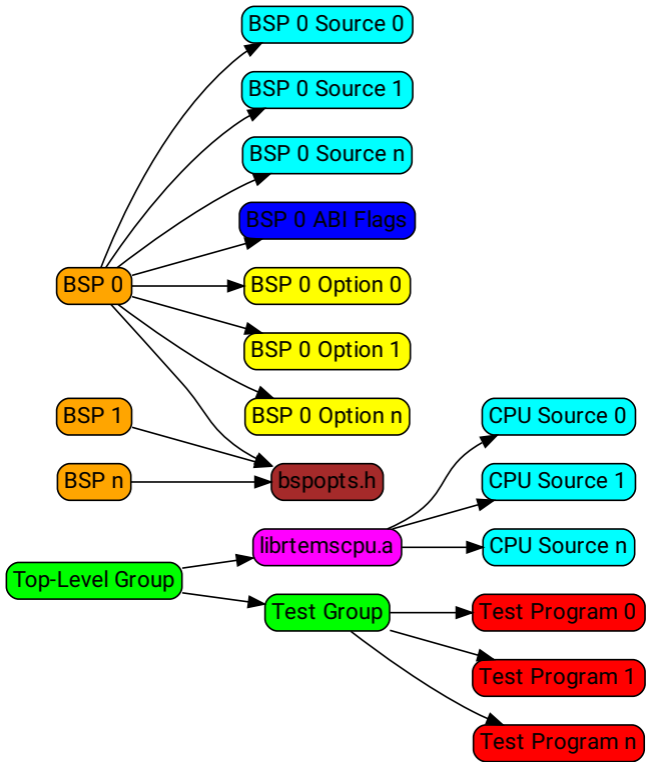 BSP 0 Source 0
BSP 0 Source 1
BSP 0 Source n
BSP 0 ABI Flags
BSP 0
BSP 0 Option 0
BSP 0 Option 1
BSP 1
BSP 0 Option n
CPU Source 0
BSP n
bspopts.h
CPU Source 1
librtemscpu.a
CPU Source n
Top-Level Group
Test Group
Test Program 0
Test Program 1
Test Program n